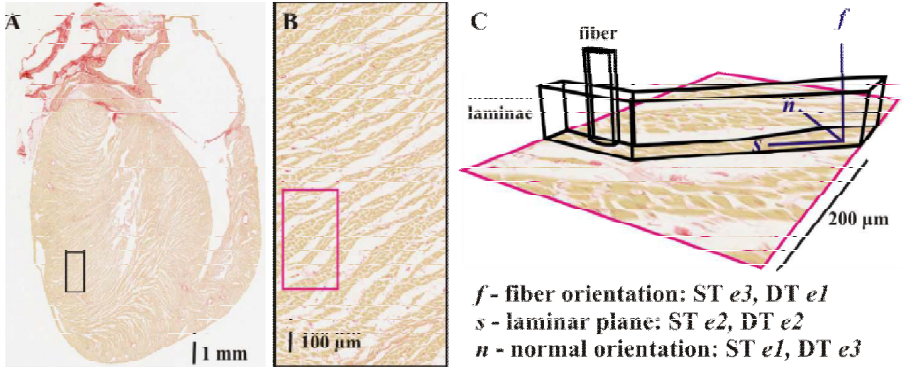 A
1 mm
B
100 µm
C
fiber
f
laminae
n
s
200 µm
f - fiber orientation: ST e3, DT e1
s - laminar plane: ST e2, DT e2
n - normal orientation: ST e1, DT e3